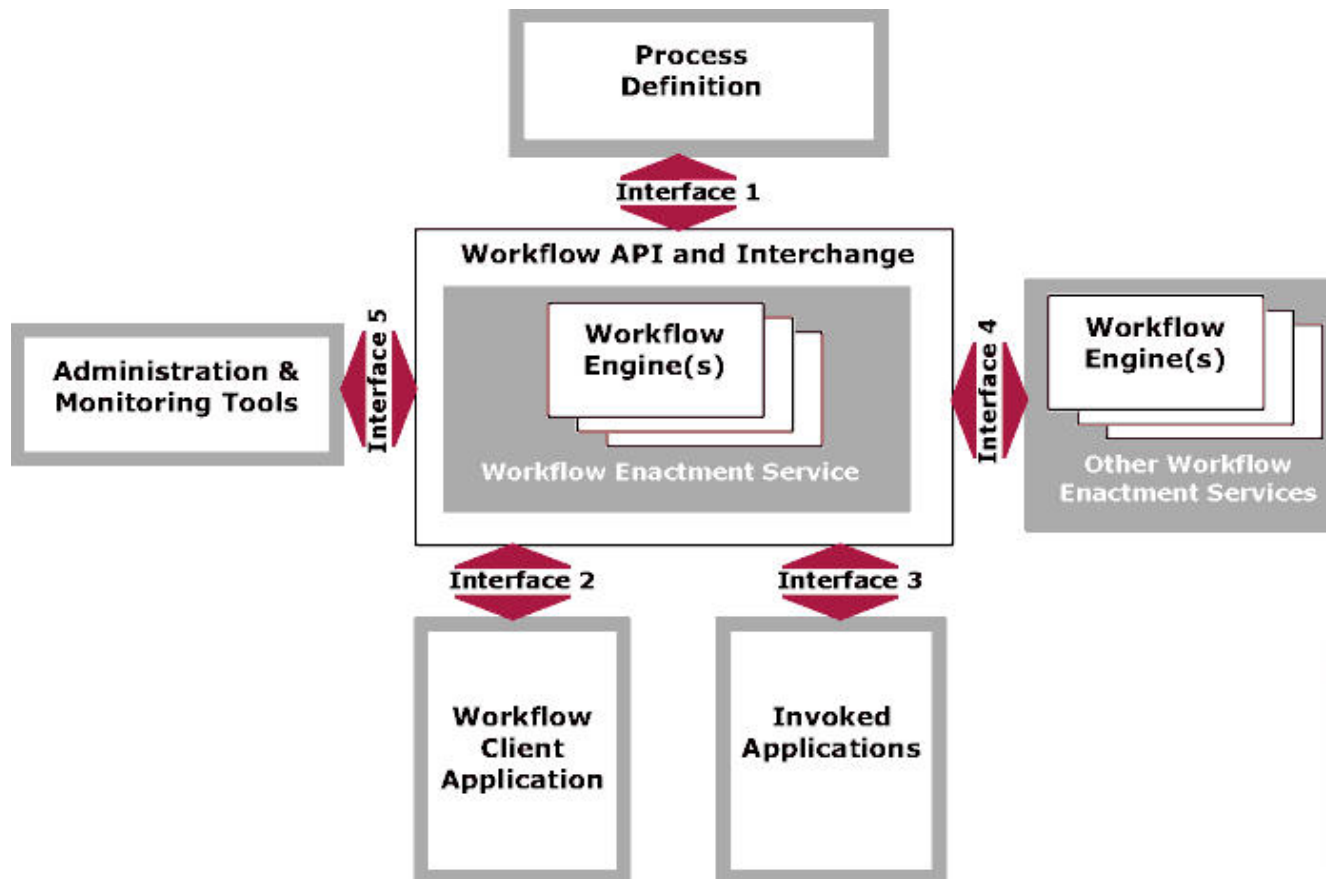 Process
Definition
Interface 1
Workflow API and Interchange
Workflow
Engine(s)
Workflow Enactment Service
Interface 5
Administration &
Monitoring Tools
Interface 4
Workflow
Engine(s)
Other Workflow
Enactment Services
Interface 2
Interface 3
Workflow
Client
Application
Invoked
Applications